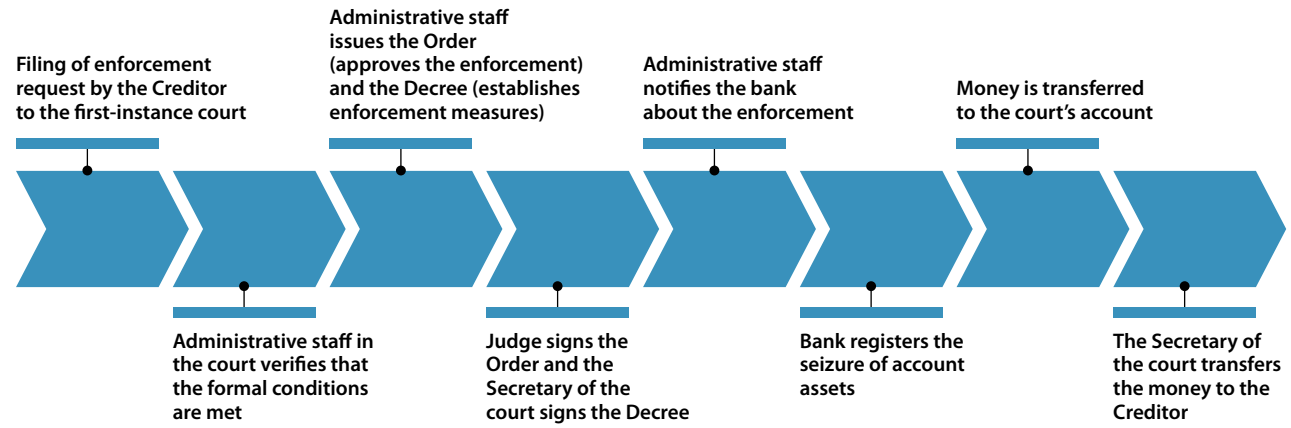 Filing of enforcement
request by the Creditor
to the first-instance court
Administrative staff in
the court verifies that
the formal conditions
are met
Administrative staff
issues the Order
(approves the enforcement)
and the Decree (establishes
enforcement measures)
Judge signs the
Order and the
Secretary of the
court signs the Decree
Administrative staff
notifies the bank
about the enforcement
Bank registers the
seizure of account
assets
Money is transferred
to the court’s account
The Secretary of
the court transfers
the money to the
Creditor